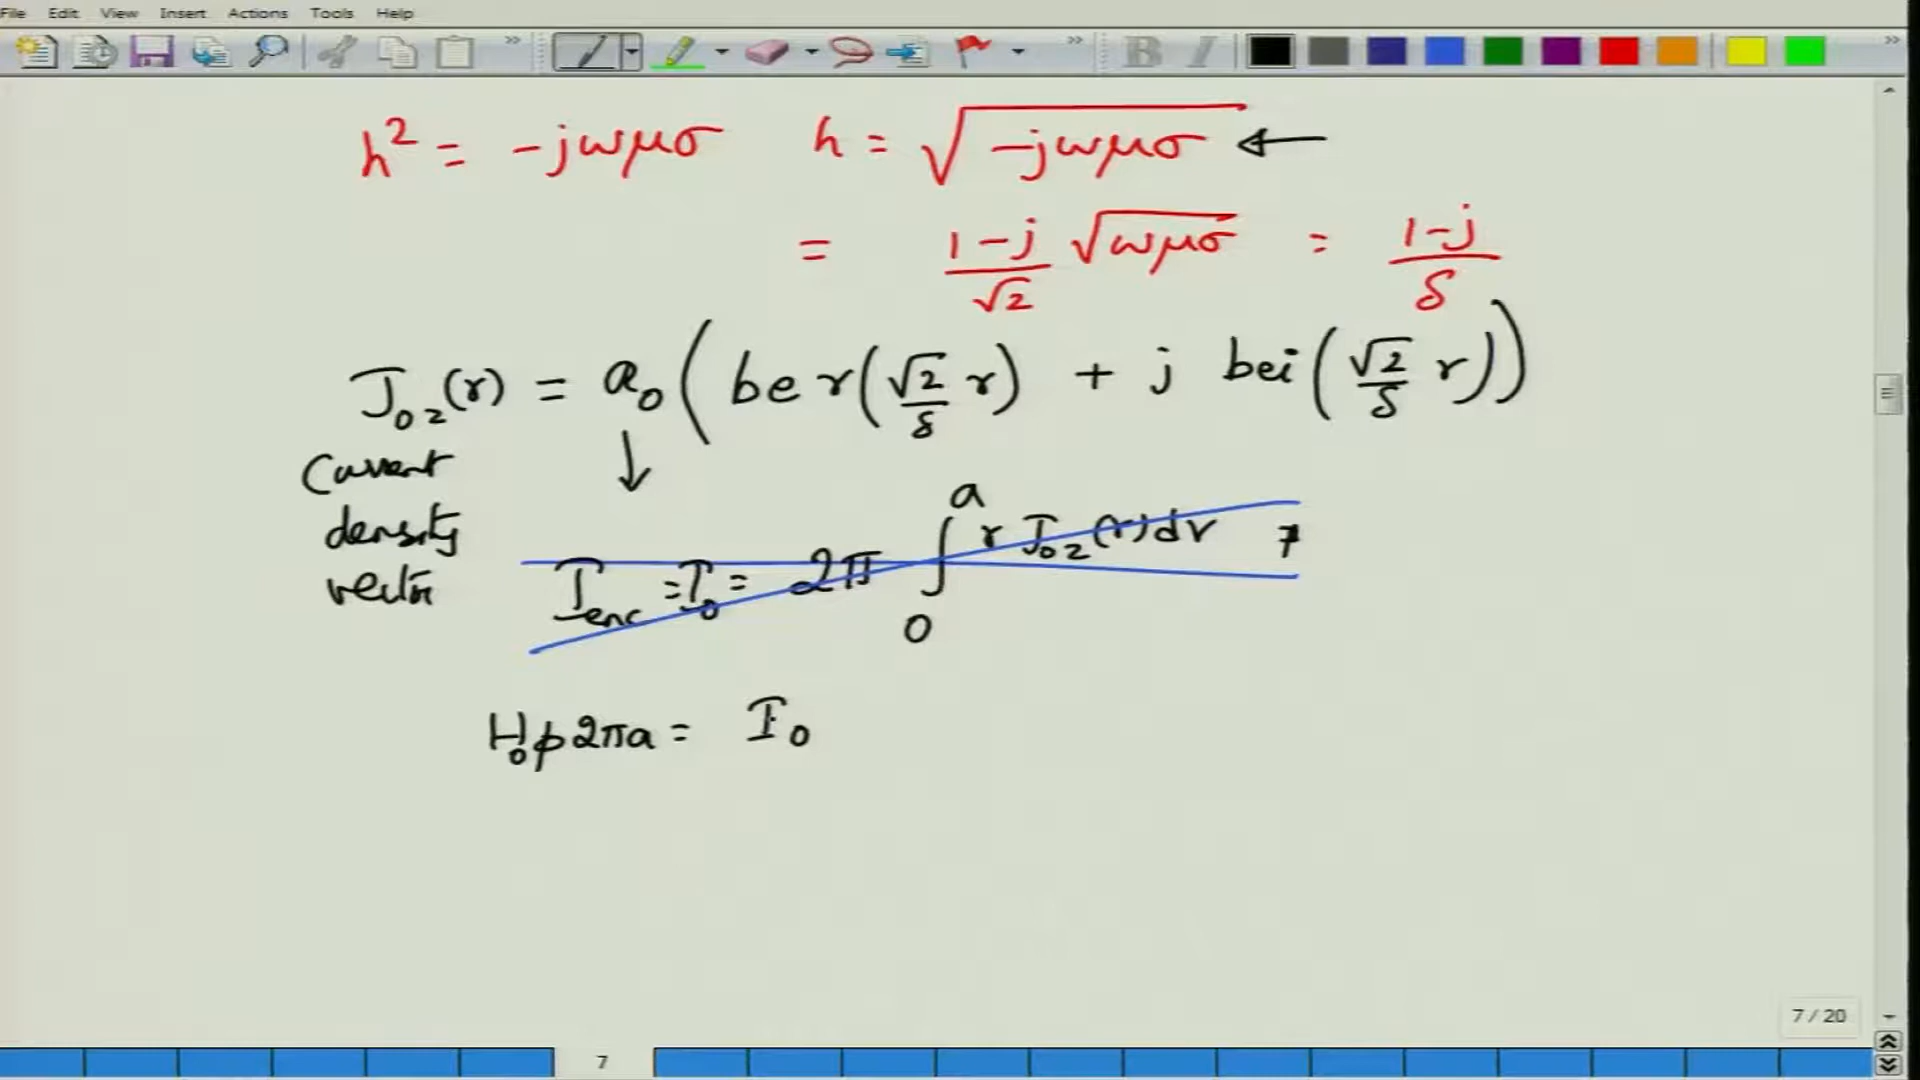 File Edit View Insert Actions Tools Help
B I
h² = -jωμσ h = √(-jωμσ) ←
= (1-j)/√2 √(ωμσ) = (1-j)/δ
J₀z(r) = a₀ ( ber(√2/δ r) + j bei(√2/δ r) )
Current
density
vector
I_enc = I₀ = 2π ∫₀ᵃ r J₀z(r) dr
H₀ϕ 2πa = I₀
7 / 20
7